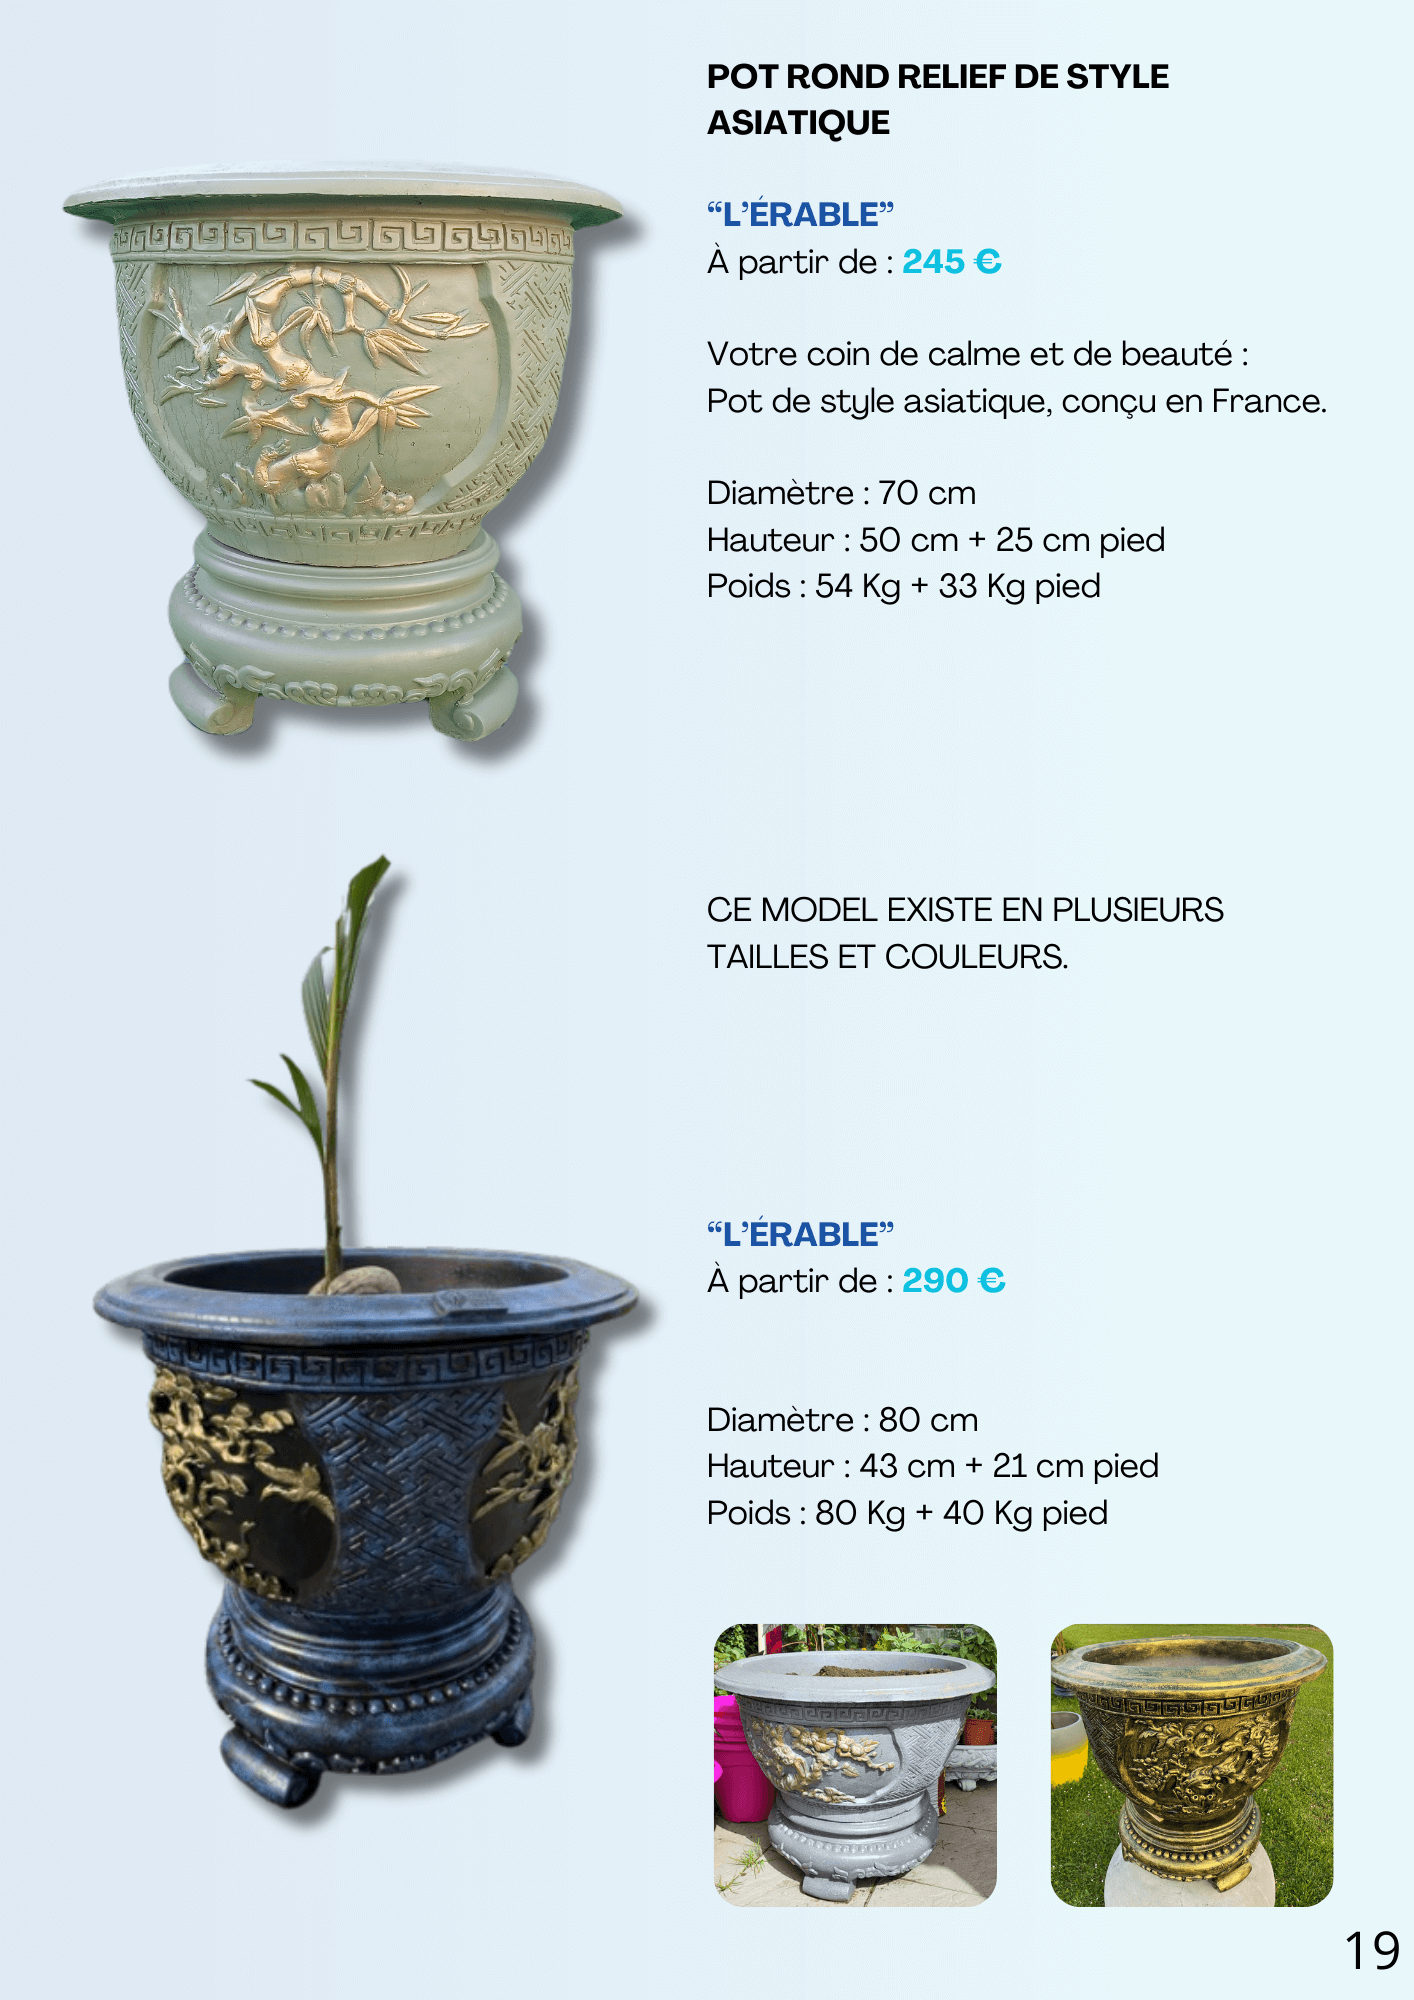 POT ROND RELIEF DE STYLE
ASIATIQUE
“L’ÉRABLE”
À partir de : 245 €
Votre coin de calme et de beauté :
Pot de style asiatique, conçu en France.
Diamètre : 70 cm
Hauteur : 50 cm + 25 cm pied
Poids : 54 Kg + 33 Kg pied
CE MODEL EXISTE EN PLUSIEURS
TAILLES ET COULEURS.
“L’ÉRABLE”
À partir de : 290 €
Diamètre : 80 cm
Hauteur : 43 cm + 21 cm pied
Poids : 80 Kg + 40 Kg pied
19